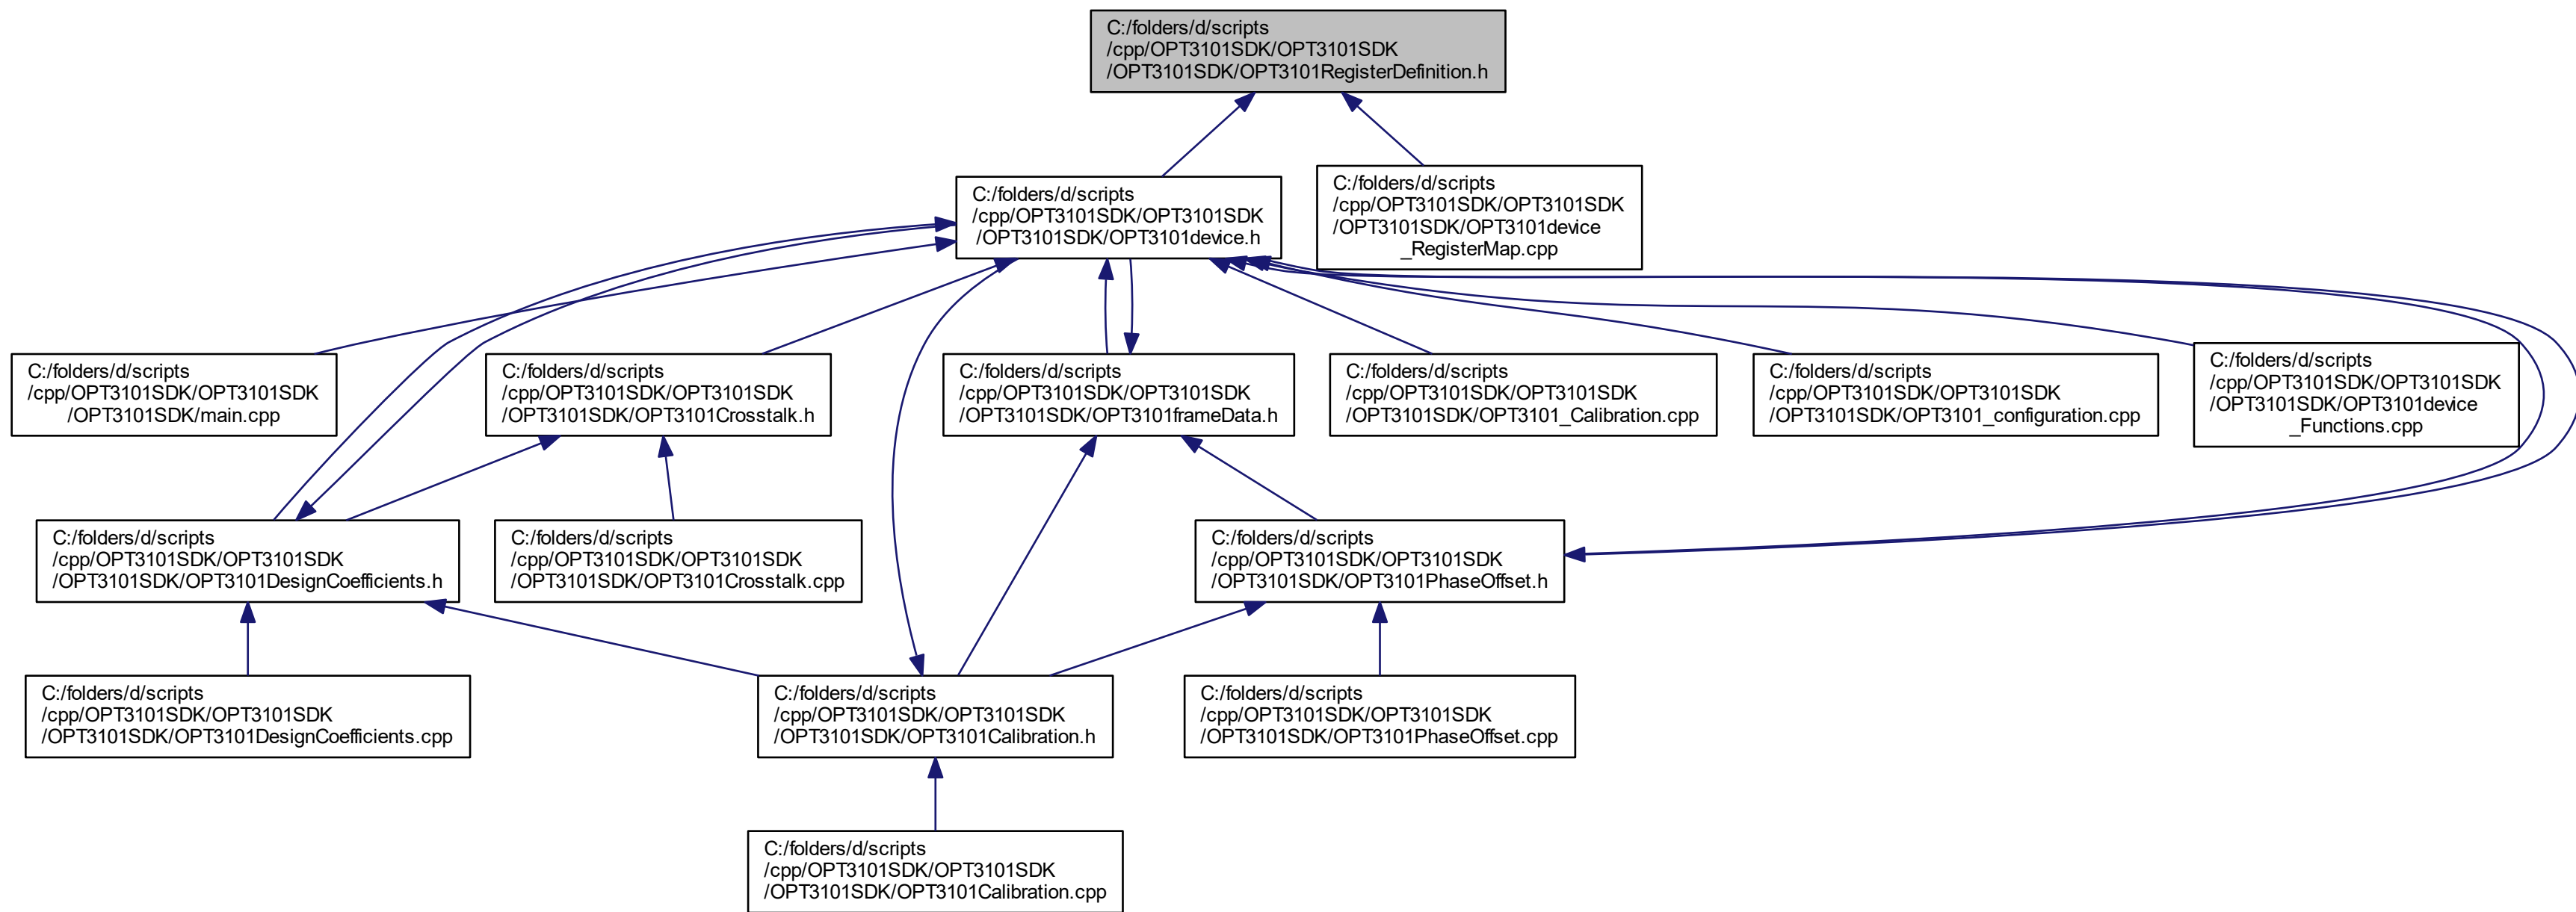 C:/folders/d/scripts
/cpp/OPT3101SDK/OPT3101SDK
/OPT3101SDK/OPT3101RegisterDefinition.h
C:/folders/d/scripts
/cpp/OPT3101SDK/OPT3101SDK
/OPT3101SDK/OPT3101device.h
C:/folders/d/scripts
/cpp/OPT3101SDK/OPT3101SDK
/OPT3101SDK/OPT3101device
_RegisterMap.cpp
C:/folders/d/scripts
/cpp/OPT3101SDK/OPT3101SDK
/OPT3101SDK/main.cpp
C:/folders/d/scripts
/cpp/OPT3101SDK/OPT3101SDK
/OPT3101SDK/OPT3101Crosstalk.h
C:/folders/d/scripts
/cpp/OPT3101SDK/OPT3101SDK
/OPT3101SDK/OPT3101frameData.h
C:/folders/d/scripts
/cpp/OPT3101SDK/OPT3101SDK
/OPT3101SDK/OPT3101_Calibration.cpp
C:/folders/d/scripts
/cpp/OPT3101SDK/OPT3101SDK
/OPT3101SDK/OPT3101_configuration.cpp
C:/folders/d/scripts
/cpp/OPT3101SDK/OPT3101SDK
/OPT3101SDK/OPT3101device
_Functions.cpp
C:/folders/d/scripts
/cpp/OPT3101SDK/OPT3101SDK
/OPT3101SDK/OPT3101DesignCoefficients.h
C:/folders/d/scripts
/cpp/OPT3101SDK/OPT3101SDK
/OPT3101SDK/OPT3101Crosstalk.cpp
C:/folders/d/scripts
/cpp/OPT3101SDK/OPT3101SDK
/OPT3101SDK/OPT3101PhaseOffset.h
C:/folders/d/scripts
/cpp/OPT3101SDK/OPT3101SDK
/OPT3101SDK/OPT3101DesignCoefficients.cpp
C:/folders/d/scripts
/cpp/OPT3101SDK/OPT3101SDK
/OPT3101SDK/OPT3101Calibration.h
C:/folders/d/scripts
/cpp/OPT3101SDK/OPT3101SDK
/OPT3101SDK/OPT3101PhaseOffset.cpp
C:/folders/d/scripts
/cpp/OPT3101SDK/OPT3101SDK
/OPT3101SDK/OPT3101Calibration.cpp